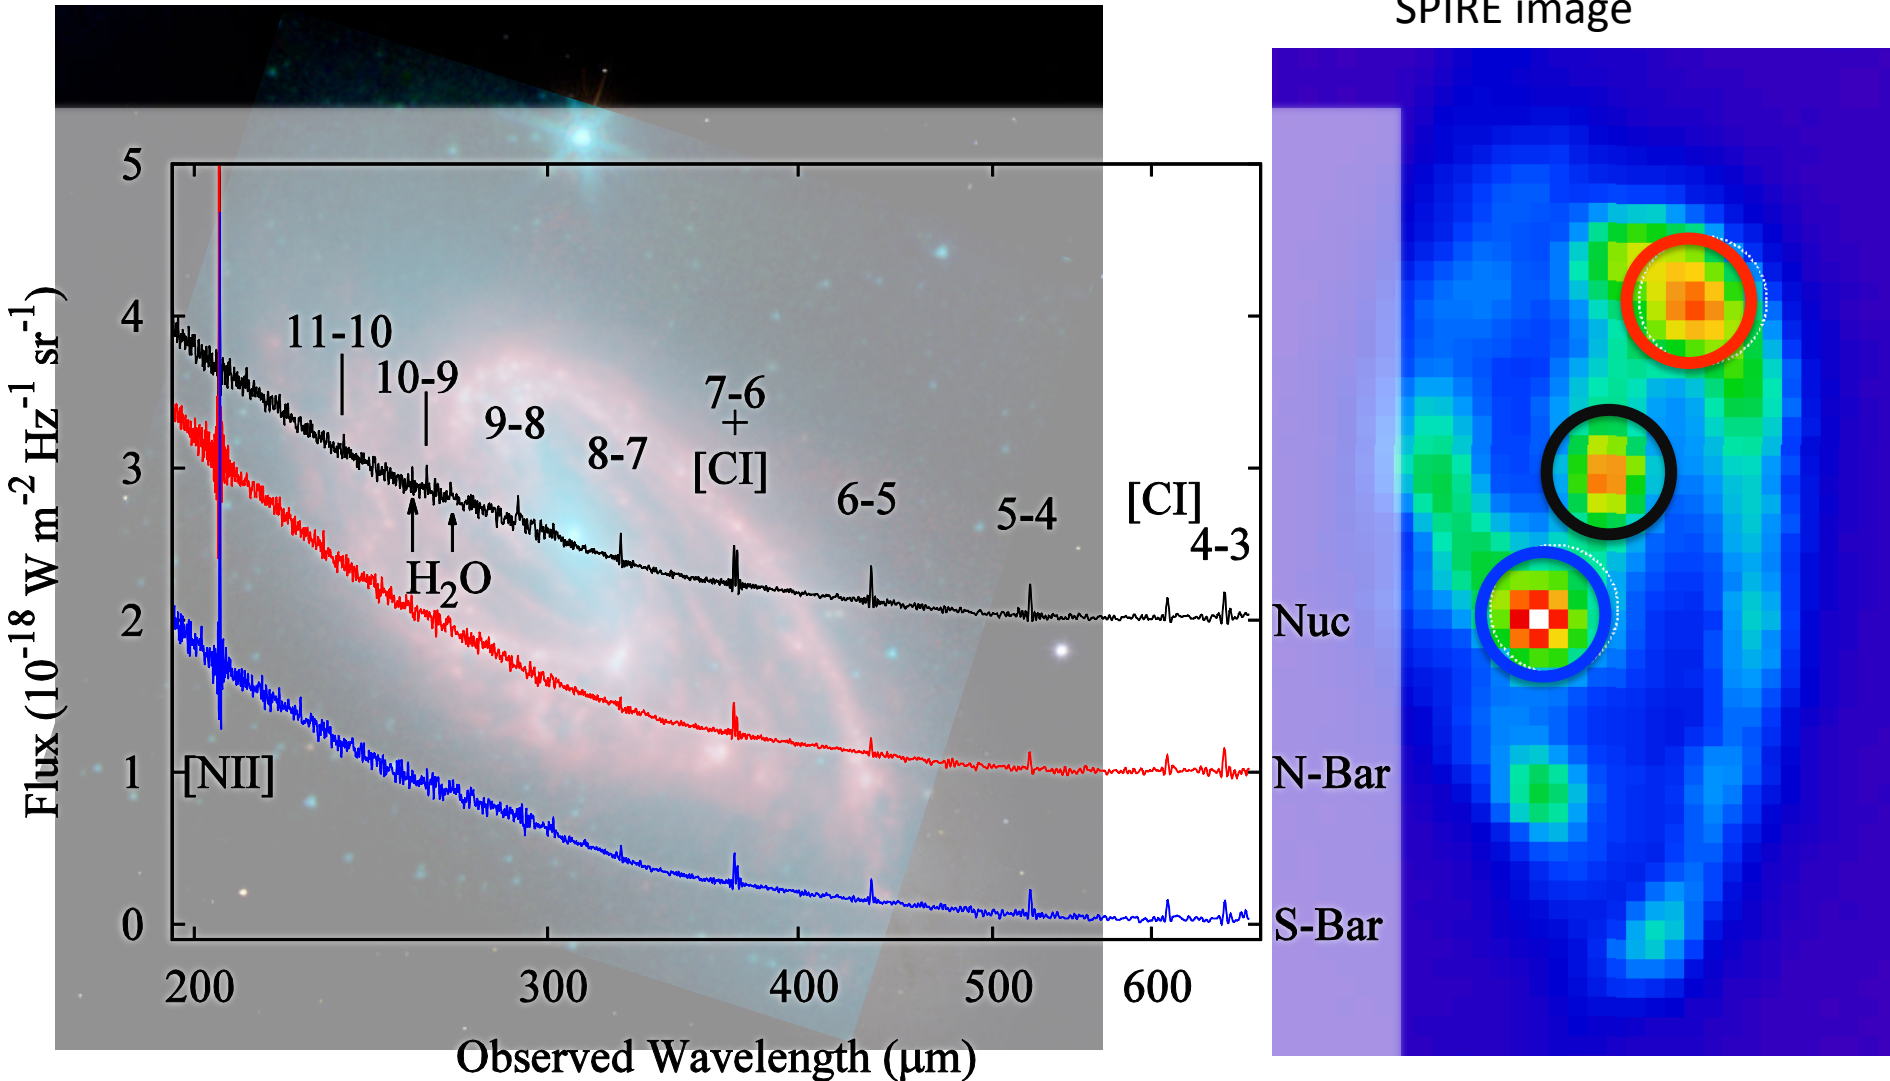 SPIRE image
5
4
3
2
1
0
Flux (10⁻¹⁸ W m⁻² Hz⁻¹ sr⁻¹)
11-10
10-9
9-8
8-7
7-6
+
[CI]
6-5
5-4
[CI]
4-3
H₂O
[NII]
Nuc
N-Bar
S-Bar
200 300 400 500 600
Observed Wavelength (μm)